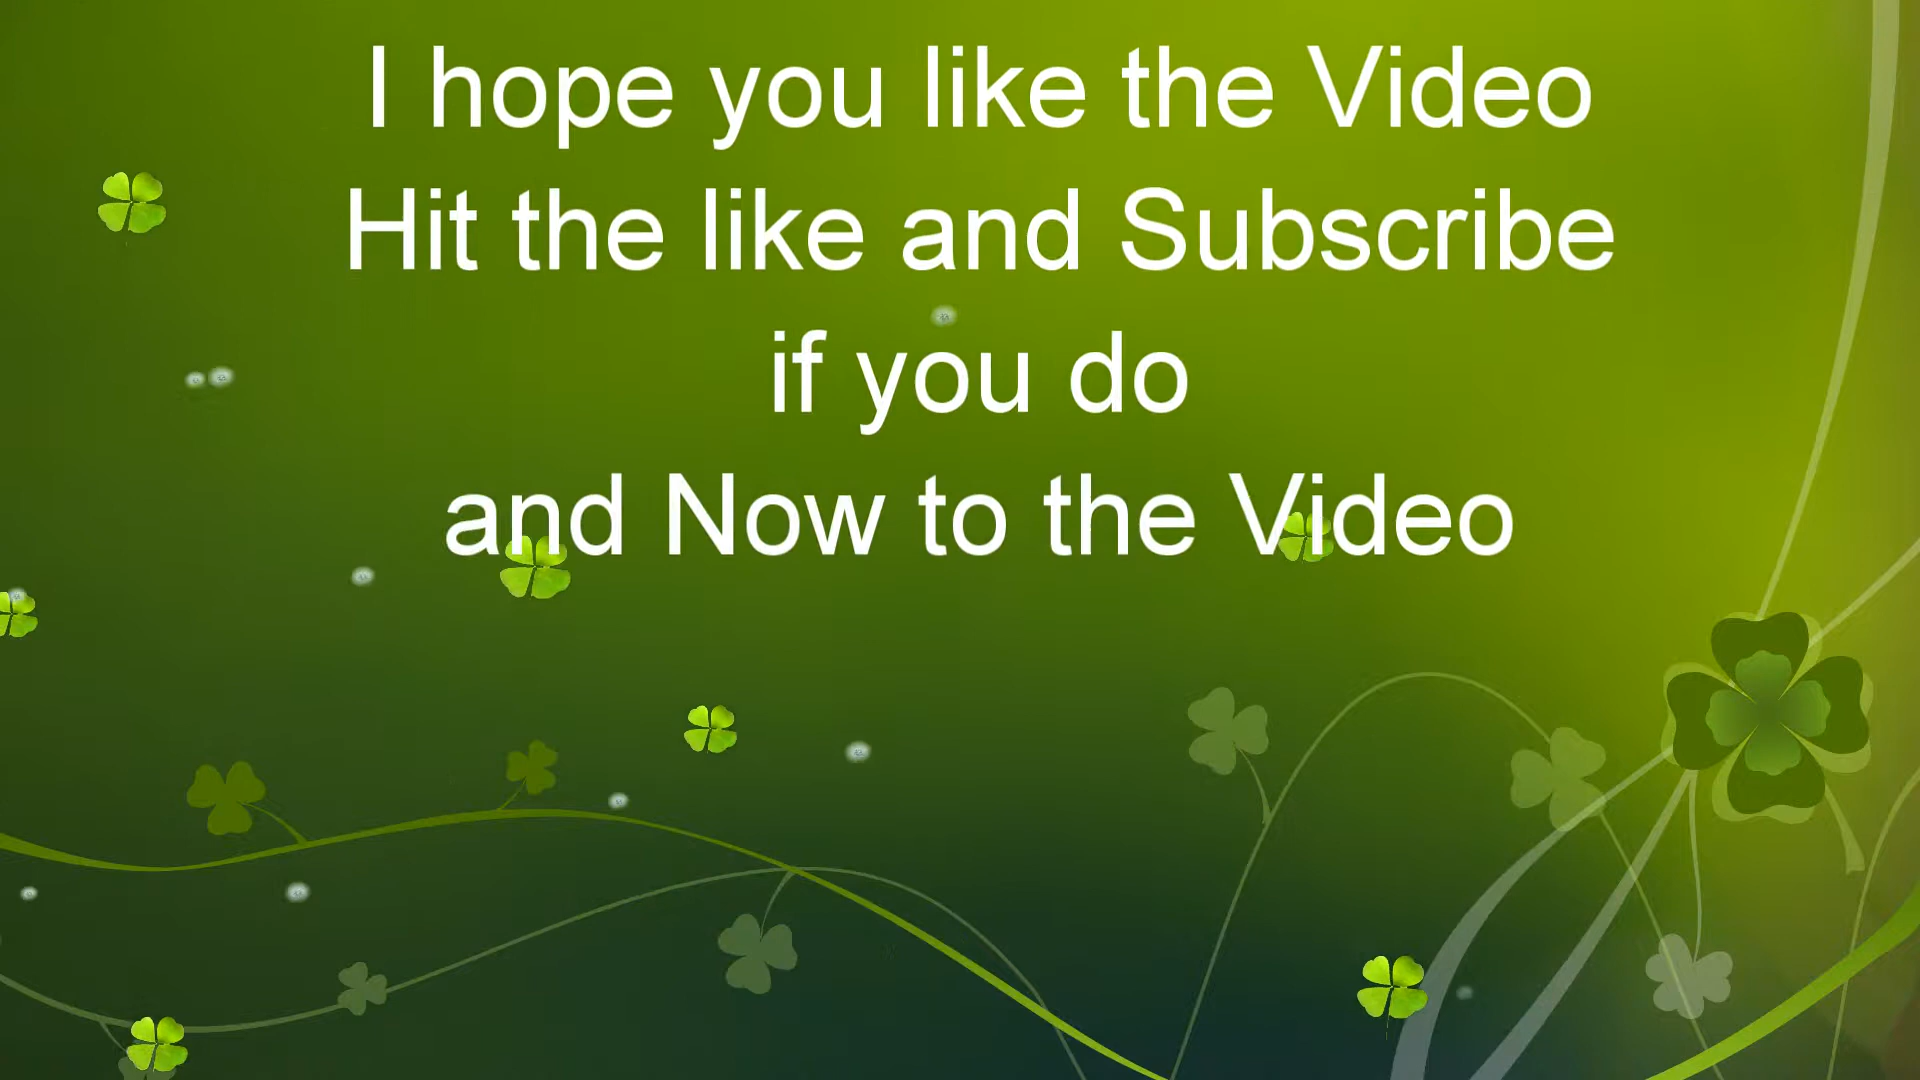 I hope you like the Video
Hit the like and Subscribe
if you do
and Now to the Video